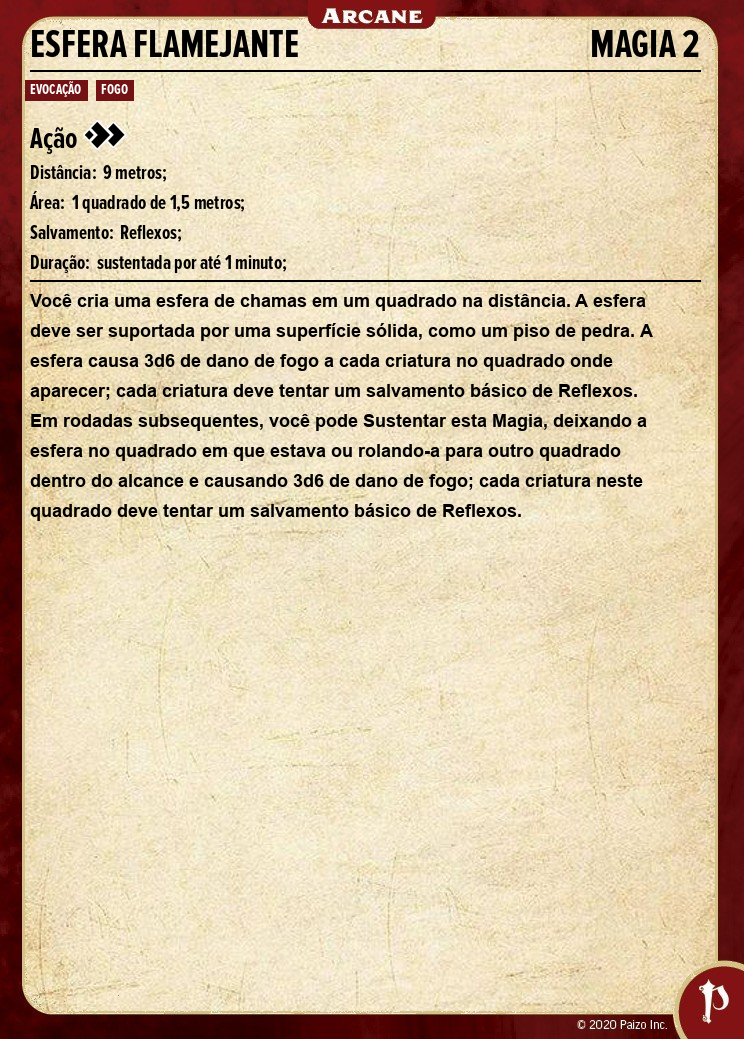 ARCANE
ESFERA FLAMEJANTE MAGIA 2
EVOCAÇÃO FOGO
Ação
Distância: 9 metros;
Área: 1 quadrado de 1,5 metros;
Salvamento: Reflexos;
Duração: sustentada por até 1 minuto;
Você cria uma esfera de chamas em um quadrado na distância. A esfera
deve ser suportada por uma superfície sólida, como um piso de pedra. A
esfera causa 3d6 de dano de fogo a cada criatura no quadrado onde
aparecer; cada criatura deve tentar um salvamento básico de Reflexos.
Em rodadas subsequentes, você pode Sustentar esta Magia, deixando a
esfera no quadrado em que estava ou rolando-a para outro quadrado
dentro do alcance e causando 3d6 de dano de fogo; cada criatura neste
quadrado deve tentar um salvamento básico de Reflexos.
© 2020 Paizo Inc.
P